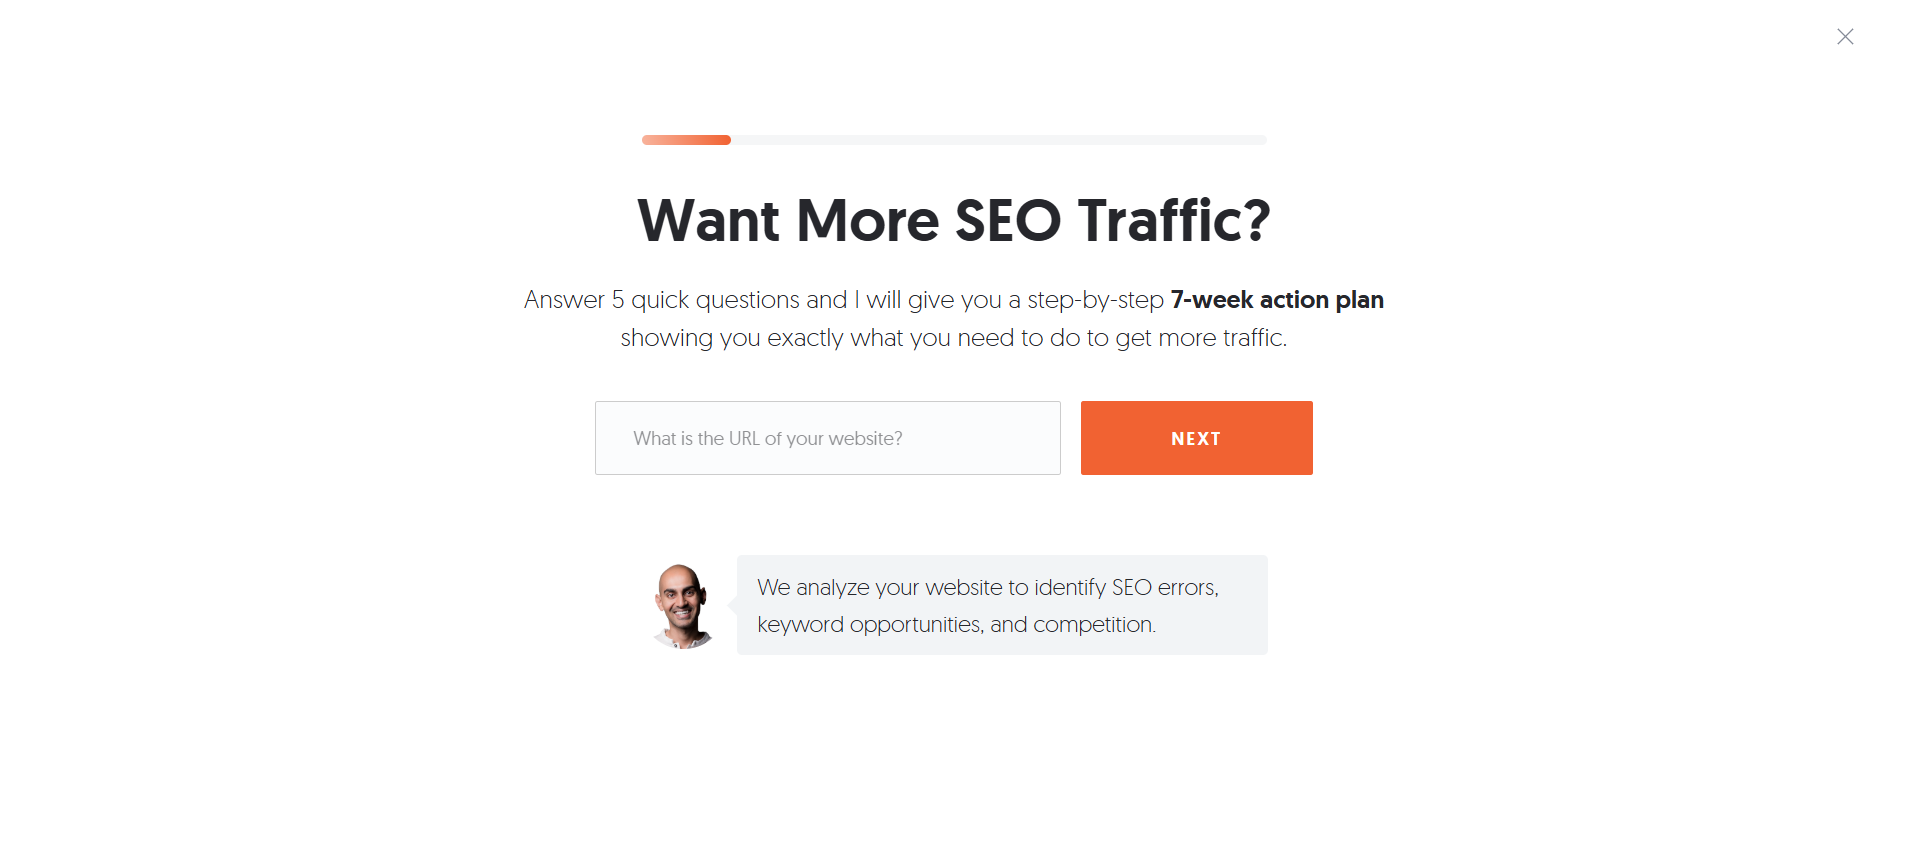 Want More SEO Traffic?
Answer 5 quick questions and I will give you a step-by-step 7-week action plan
showing you exactly what you need to do to get more traffic.
What is the URL of your website?
NEXT
We analyze your website to identify SEO errors,
keyword opportunities, and competition.